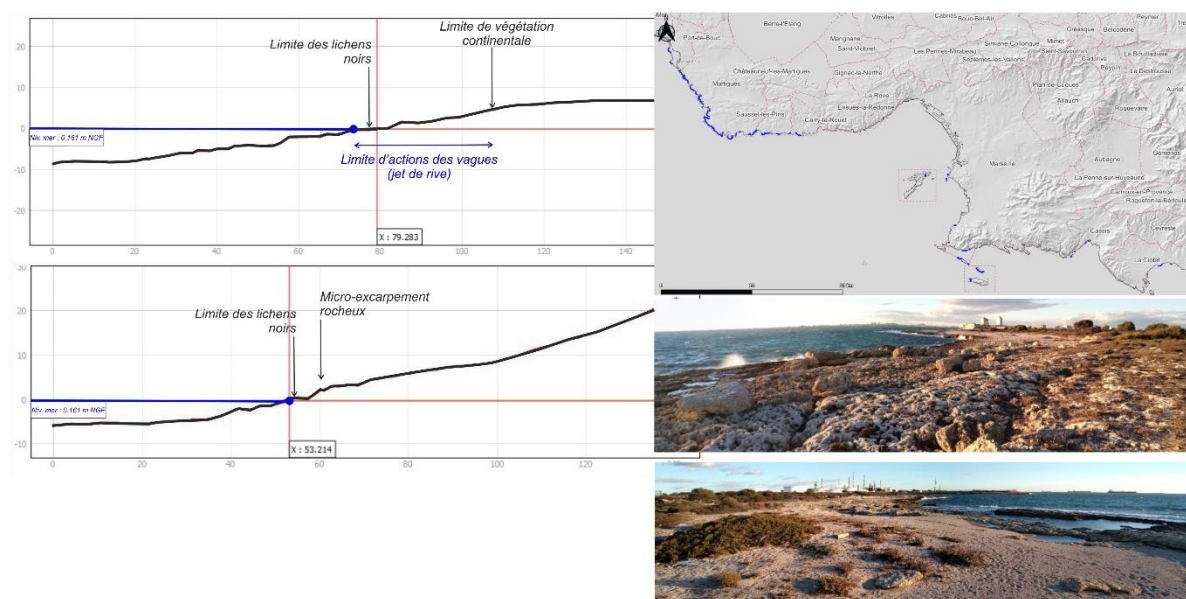 Limite de végétation
continentale
Limite des lichens
noirs
20
10
0
-10
-20
Niv. mer : 0.161 m NGF
Limite d'actions des vagues
(jet de rive)
X : 79.283
0
20
40
60
80
100
120
140
30
20
10
0
-10
Limite des lichens
noirs
Micro-excarpement
rocheux
Niv. mer : 0.161 m NGF
X : 53.214
0
20
40
60
80
100
120
Berre-l'Étang
Vitrolles
Cabriès
Bouc-Bel-Air
Gréasque
Peynier
Port-de-Bouc
Marignane
Saint-Victoret
Les Pennes-Mirabeau
Simiane-Collongue
Mimet
Belcodène
Saint-Savournin
Septèmes-les-Vallons
Cadolive
La Bouilladisse
Peypin
La Destrousse
Châteauneuf-les-Martigues
Gignac-la-Nerthe
Plan-de-Cuques
Auriol
Martigues
Le Rove
Allauch
Roquevaire
Ensuès-la-Redonne
Sausset-les-Pins
Carry-le-Rouet
Marseille
Aubagne
Gémenos
La Penne-sur-Huveaune
Carnoux-en-Provence
Roquefort-la-Bédoule
Cassis
Ceyreste
La Ciotat
0